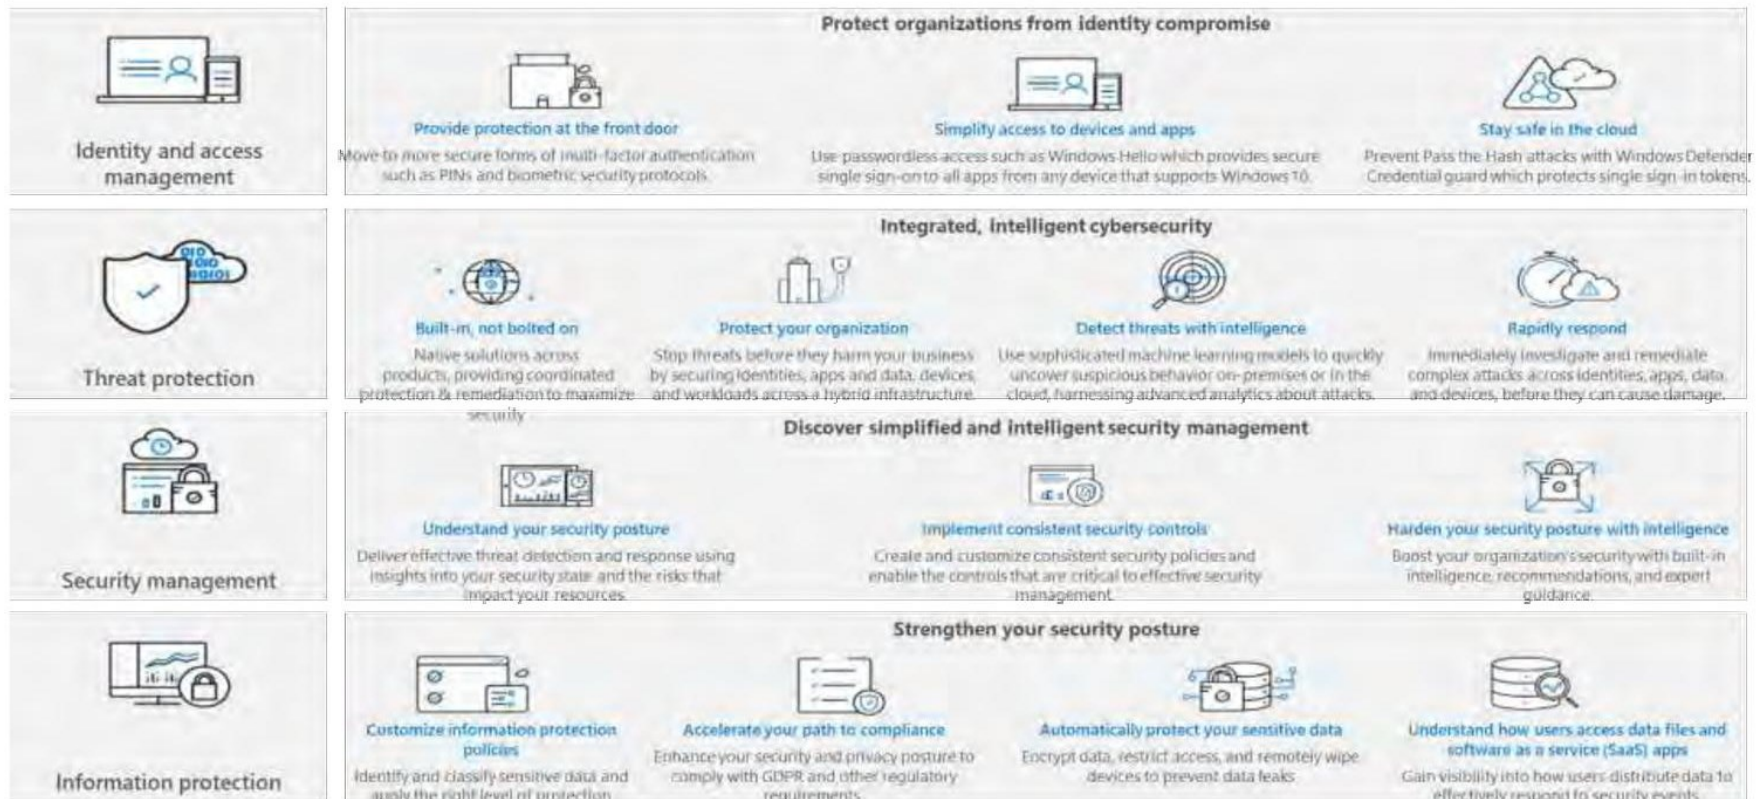 Protect organizations from identity compromise
Identity and access
management
Provide protection at the front door
Move to more secure forms of multi-factor authentication
such as PINs and biometric security protocols.
Simplify access to devices and apps
Use passwordless access such as Windows Hello which provides secure
single sign-on to all apps from any device that supports Windows 10.
Stay safe in the cloud
Prevent Pass the Hash attacks with Windows Defender
Credential guard which protects single sign-in tokens.
Integrated, intelligent cybersecurity
Threat protection
Built-in, not bolted on
Native solutions across
products, providing coordinated
protection & remediation to maximize
security
Protect your organization
Stop threats before they harm your business
by securing identities, apps and data, devices,
and workloads across a hybrid infrastructure.
Detect threats with intelligence
Use sophisticated machine learning models to quickly
uncover suspicious behavior on-premises or in the
cloud, harnessing advanced analytics about attacks.
Rapidly respond
Immediately investigate and remediate
complex attacks across identities, apps, data,
and devices, before they can cause damage.
Discover simplified and intelligent security management
Security management
Understand your security posture
Deliver effective threat detection and response using
insights into your security state and the risks that
impact your resources.
Implement consistent security controls
Create and customize consistent security policies and
enable the controls that are critical to effective security
management.
Harden your security posture with intelligence
Boost your organization's security with built-in
intelligence, recommendations, and expert
guidance.
Strengthen your security posture
Information protection
Customize information protection
policies
Identify and classify sensitive data and
apply the right level of protection
Accelerate your path to compliance
Enhance your security and privacy posture to
comply with GDPR and other regulatory
requirements.
Automatically protect your sensitive data
Encrypt data, restrict access, and remotely wipe
devices to prevent data leaks
Understand how users access data files and
software as a service (SaaS) apps
Gain visibility into how users distribute data to
effectively respond to security events.